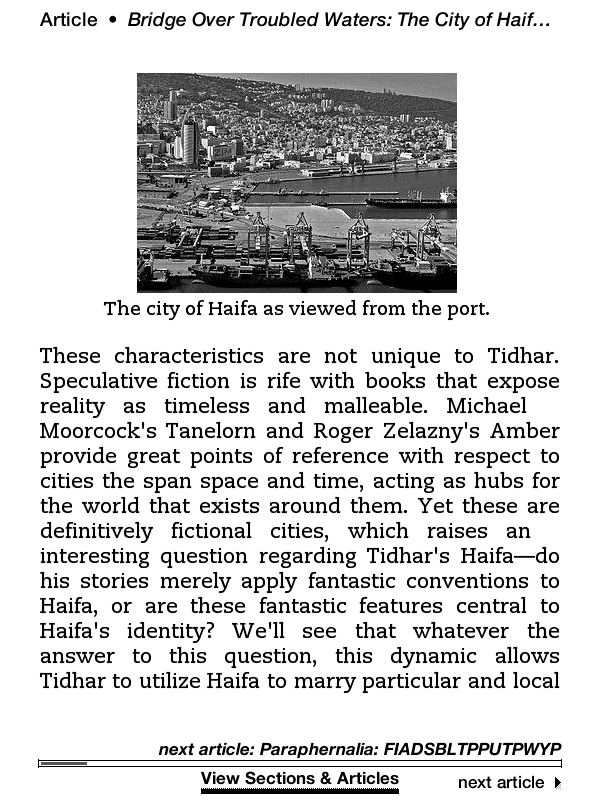 Article • Bridge Over Troubled Waters: The City of Haif…
The city of Haifa as viewed from the port.
These characteristics are not unique to Tidhar.
Speculative fiction is rife with books that expose
reality as timeless and malleable. Michael
Moorcock's Tanelorn and Roger Zelazny's Amber
provide great points of reference with respect to
cities the span space and time, acting as hubs for
the world that exists around them. Yet these are
definitively fictional cities, which raises an
interesting question regarding Tidhar's Haifa—do
his stories merely apply fantastic conventions to
Haifa, or are these fantastic features central to
Haifa's identity? We'll see that whatever the
answer to this question, this dynamic allows
Tidhar to utilize Haifa to marry particular and local
next article: Paraphernalia: FIADSBLTPPUTPWYP
View Sections & Articles
next article